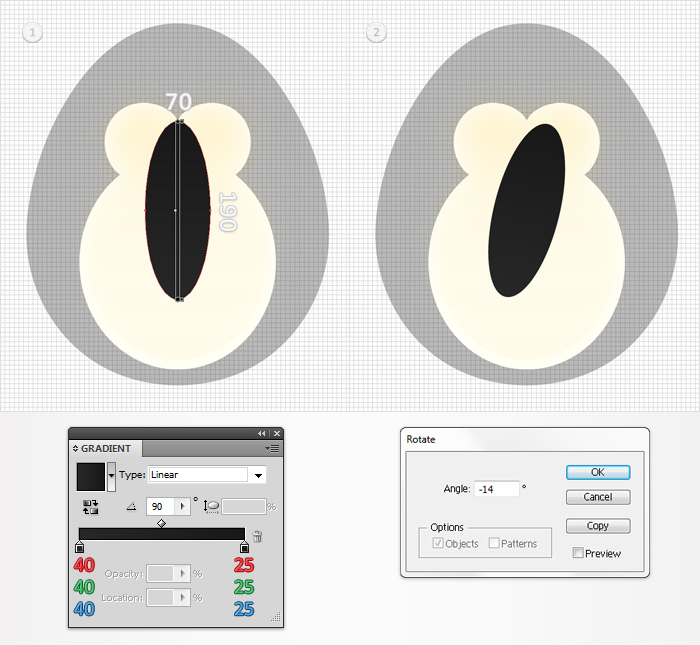 1
2
70
190
GRADIENT
Type: Linear
90 °
%
40 25
Opacity: %
40 25
Location: %
40 25
Rotate
Angle: -14 °
OK
Cancel
Options
Objects Patterns
Copy
Preview